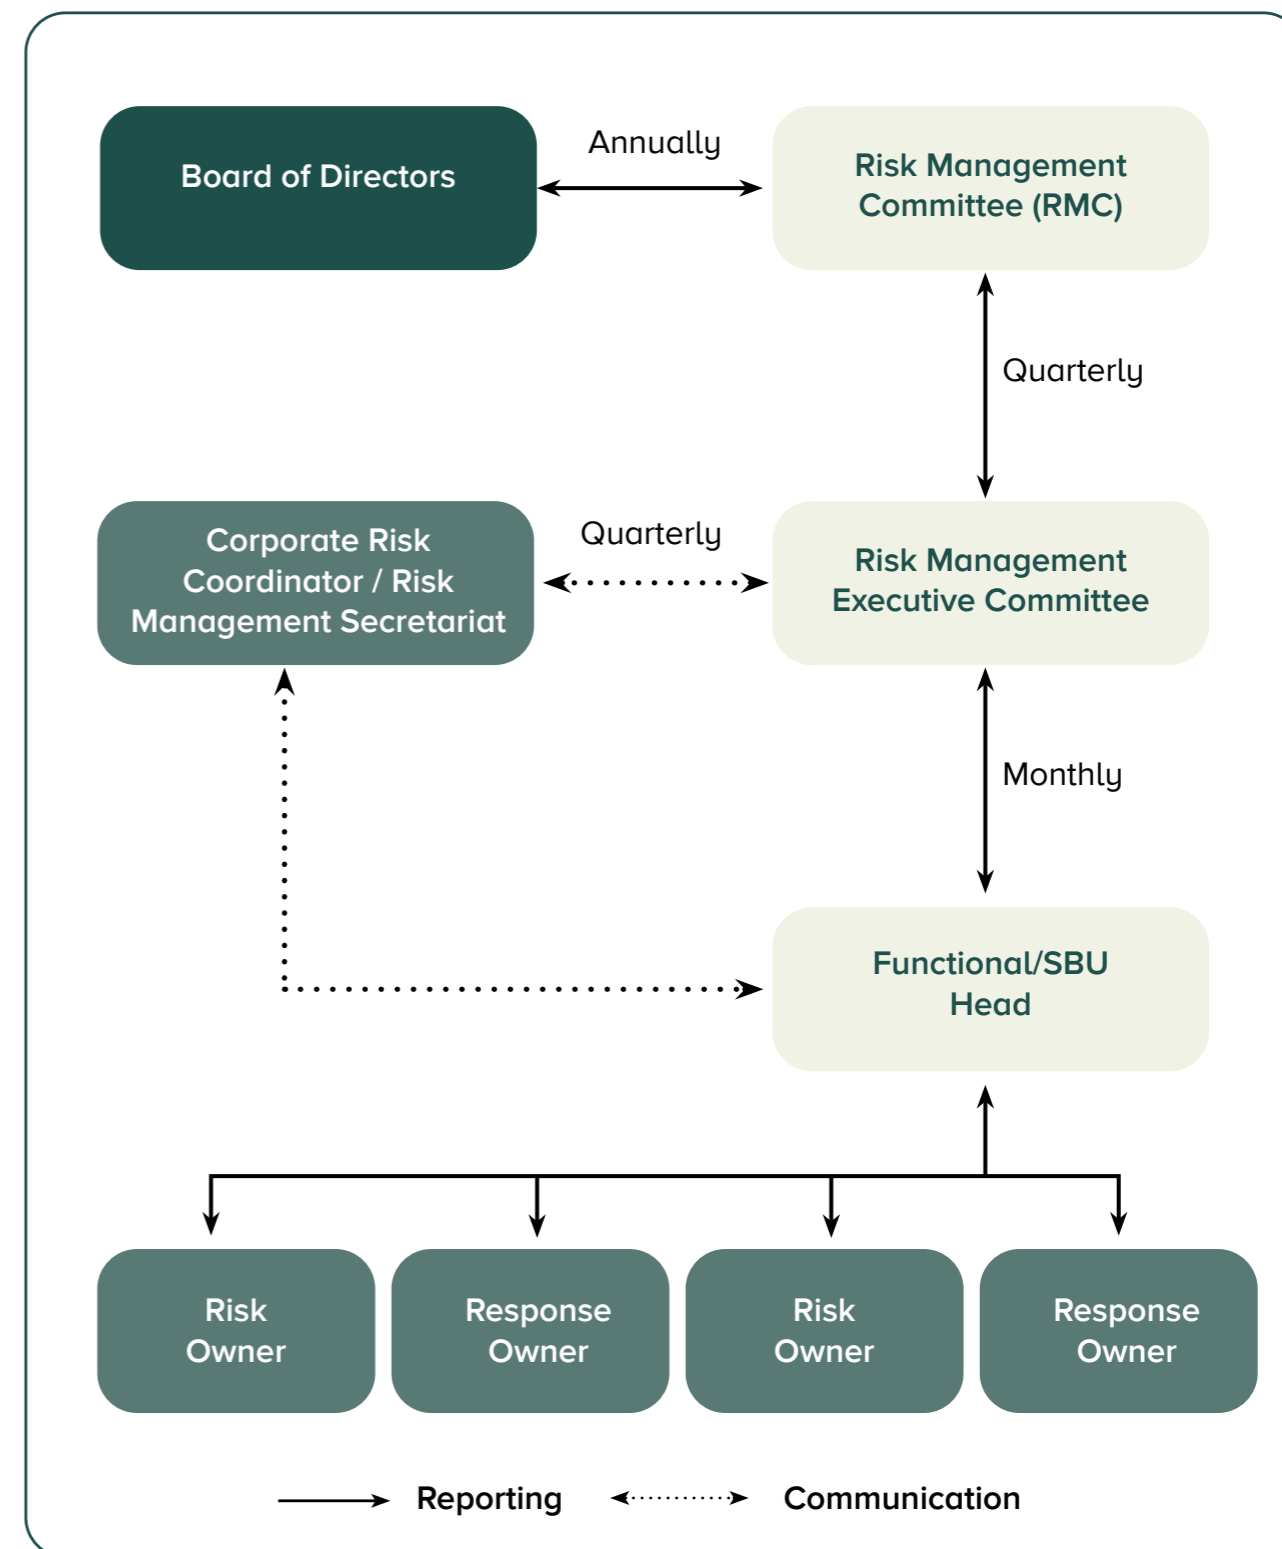 Board of Directors
Annually
Risk Management
Committee (RMC)
Quarterly
Corporate Risk
Coordinator / Risk
Management Secretariat
Quarterly
Risk Management
Executive Committee
Monthly
Functional/SBU
Head
Risk
Owner
Response
Owner
Risk
Owner
Response
Owner
Reporting
Communication